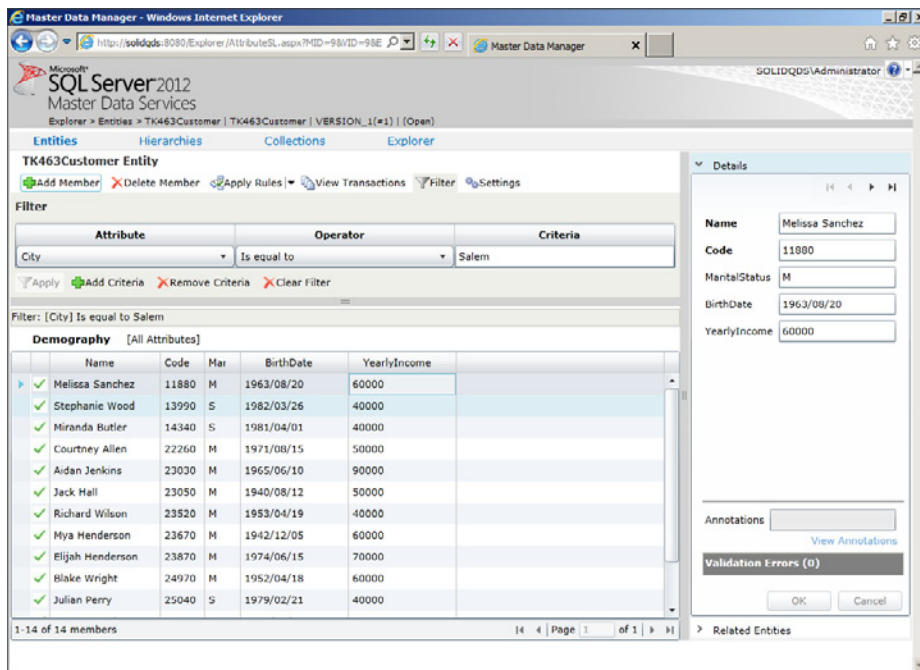 Master Data Manager - Windows Internet Explorer
http://solidqds:8080/Explorer/AttributeSL.aspx?MID=9&VID=9&E
Master Data Manager
Microsoft®
SQL Server 2012
Master Data Services
SOLIDQDS\Administrator
Explorer > Entities > TK463Customer | TK463Customer | VERSION_1(#1) | (Open)
Entities Hierarchies Collections Explorer
TK463Customer Entity
Add Member Delete Member Apply Rules View Transactions Filter Settings
Filter
Attribute Operator Criteria
City Is equal to Salem
Apply Add Criteria Remove Criteria Clear Filter
Filter: [City] Is equal to Salem
Demography [All Attributes]
Name Code Mar BirthDate YearlyIncome
Melissa Sanchez 11880 M 1963/08/20 60000
Stephanie Wood 13990 S 1982/03/26 40000
Miranda Butler 14340 S 1981/04/01 40000
Courtney Allen 22260 M 1971/08/15 50000
Aidan Jenkins 23030 M 1965/06/10 90000
Jack Hall 23050 M 1940/08/12 50000
Richard Wilson 23520 M 1953/04/19 40000
Mya Henderson 23670 M 1942/12/05 60000
Elijah Henderson 23870 M 1974/06/15 70000
Blake Wright 24970 M 1952/04/18 60000
Julian Perry 25040 S 1979/02/21 40000
1-14 of 14 members Page 1 of 1
Details
Name Melissa Sanchez
Code 11880
MaritalStatus M
BirthDate 1963/08/20
YearlyIncome 60000
Annotations
View Annotations
Validation Errors (0)
OK Cancel
Related Entities